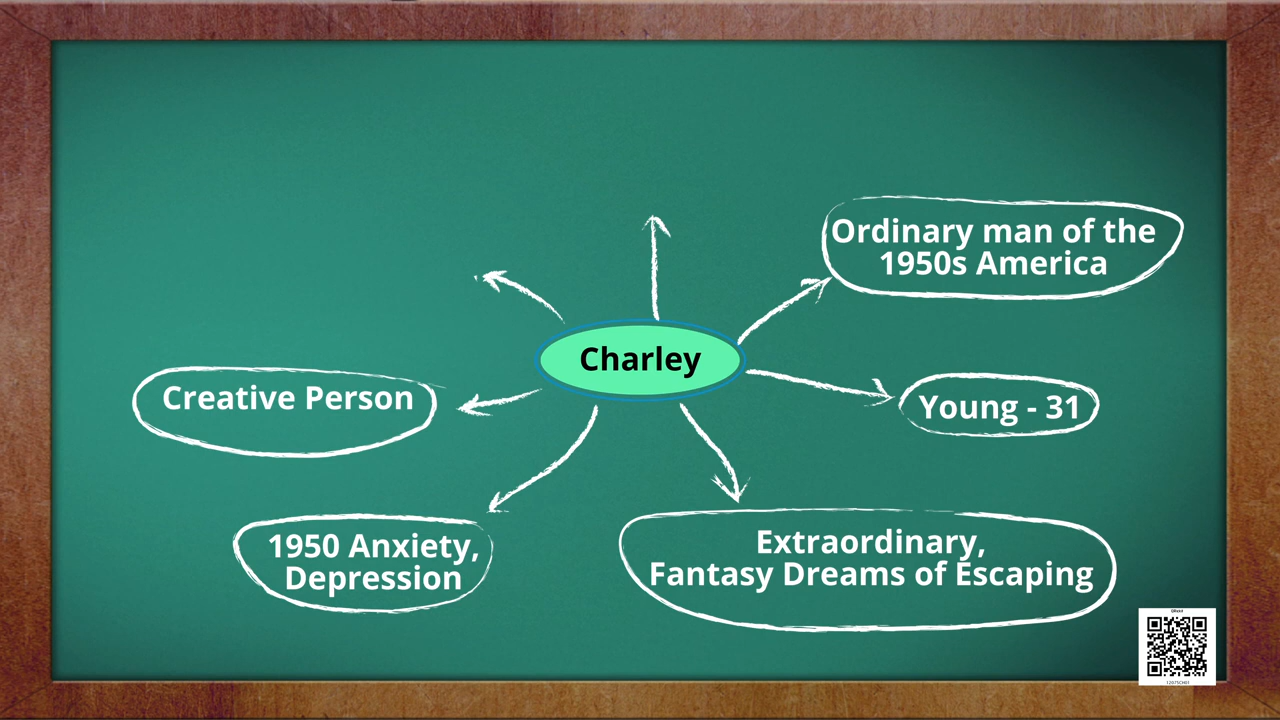 Ordinary man of the
1950s America
Charley
Creative Person
Young - 31
1950 Anxiety,
Depression
Extraordinary,
Fantasy Dreams of Escaping